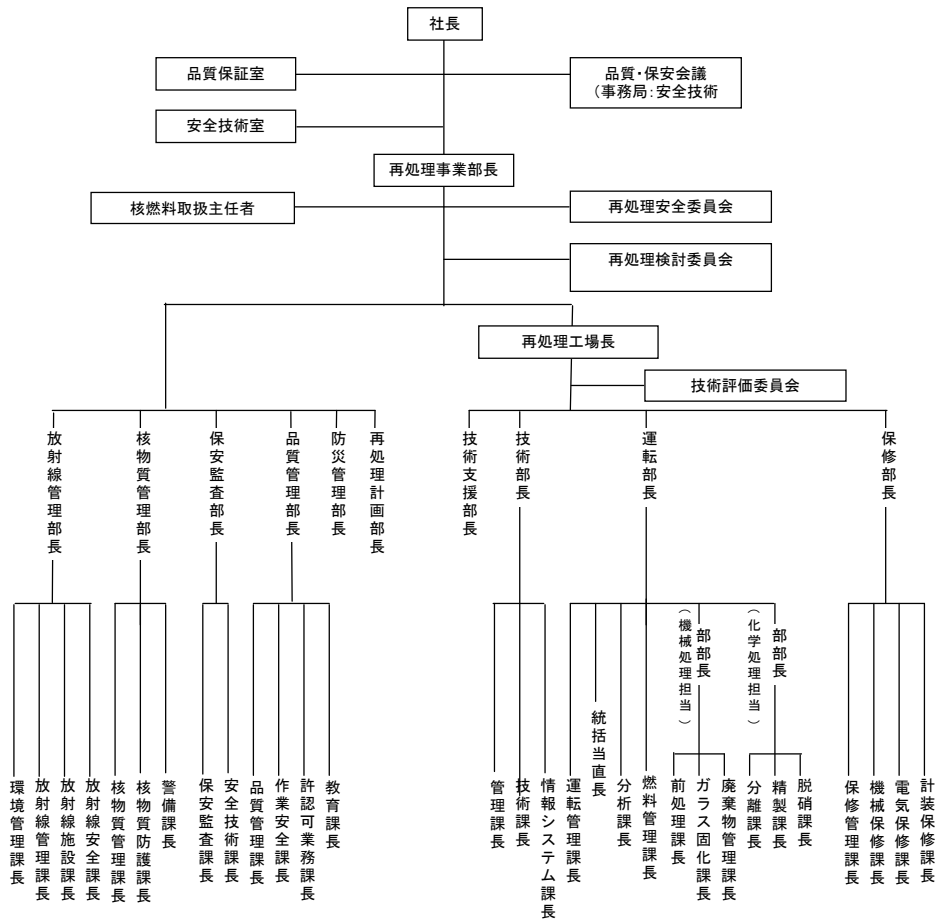 社長
品質保証室
品質・保安会議
（事務局：安全技術
安全技術室
再処理事業部長
核燃料取扱主任者
再処理安全委員会
再処理検討委員会
再処理工場長
技術評価委員会
放射線管理部長
核物質管理部長
保安監査部長
品質管理部長
防災管理部長
再処理計画部長
技術支援部長
技術部長
運転部長
保修部長
（機械処理担当）
部部長
（化学処理担当）
部部長
統括当直長
環境管理課長
放射線管理課長
放射線施設課長
放射線安全課長
核物質管理課長
核物質防護課長
警備課長
保安監査課長
安全技術課長
品質管理課長
作業安全課長
許認可業務課長
教育課長
管理課長
技術課長
情報システム課長
運転管理課長
分析課長
燃料管理課長
前処理課長
ガラス固化課長
廃棄物管理課長
分離課長
精製課長
脱硝課長
保修管理課長
機械保修課長
電気保修課長
計装保修課長